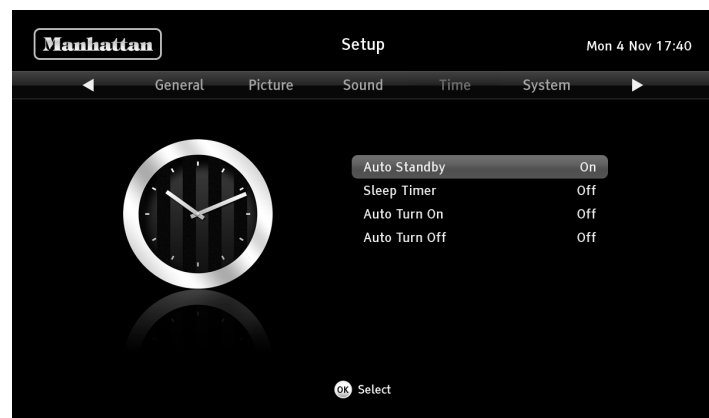 Manhattan
Setup
Mon 4 Nov 17:40
General Picture Sound Time System
Auto Standby On
Sleep Timer Off
Auto Turn On Off
Auto Turn Off Off
OK Select